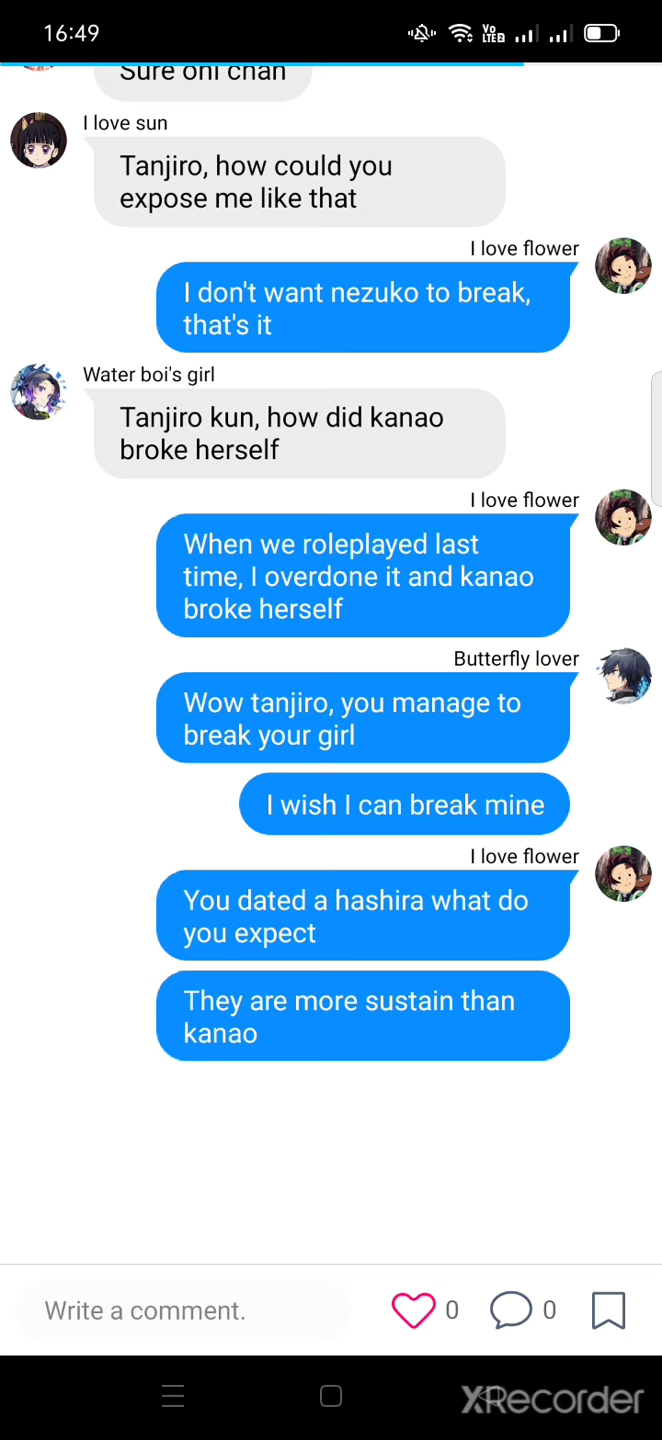 16:49
Vo
LTE2
Sure oni chan
I love sun
Tanjiro, how could you
expose me like that
I love flower
I don't want nezuko to break,
that's it
Water boi's girl
Tanjiro kun, how did kanao
broke herself
I love flower
When we roleplayed last
time, I overdone it and kanao
broke herself
Butterfly lover
Wow tanjiro, you manage to
break your girl
I wish I can break mine
I love flower
You dated a hashira what do
you expect
They are more sustain than
kanao
Write a comment.
0
0
XRecorder